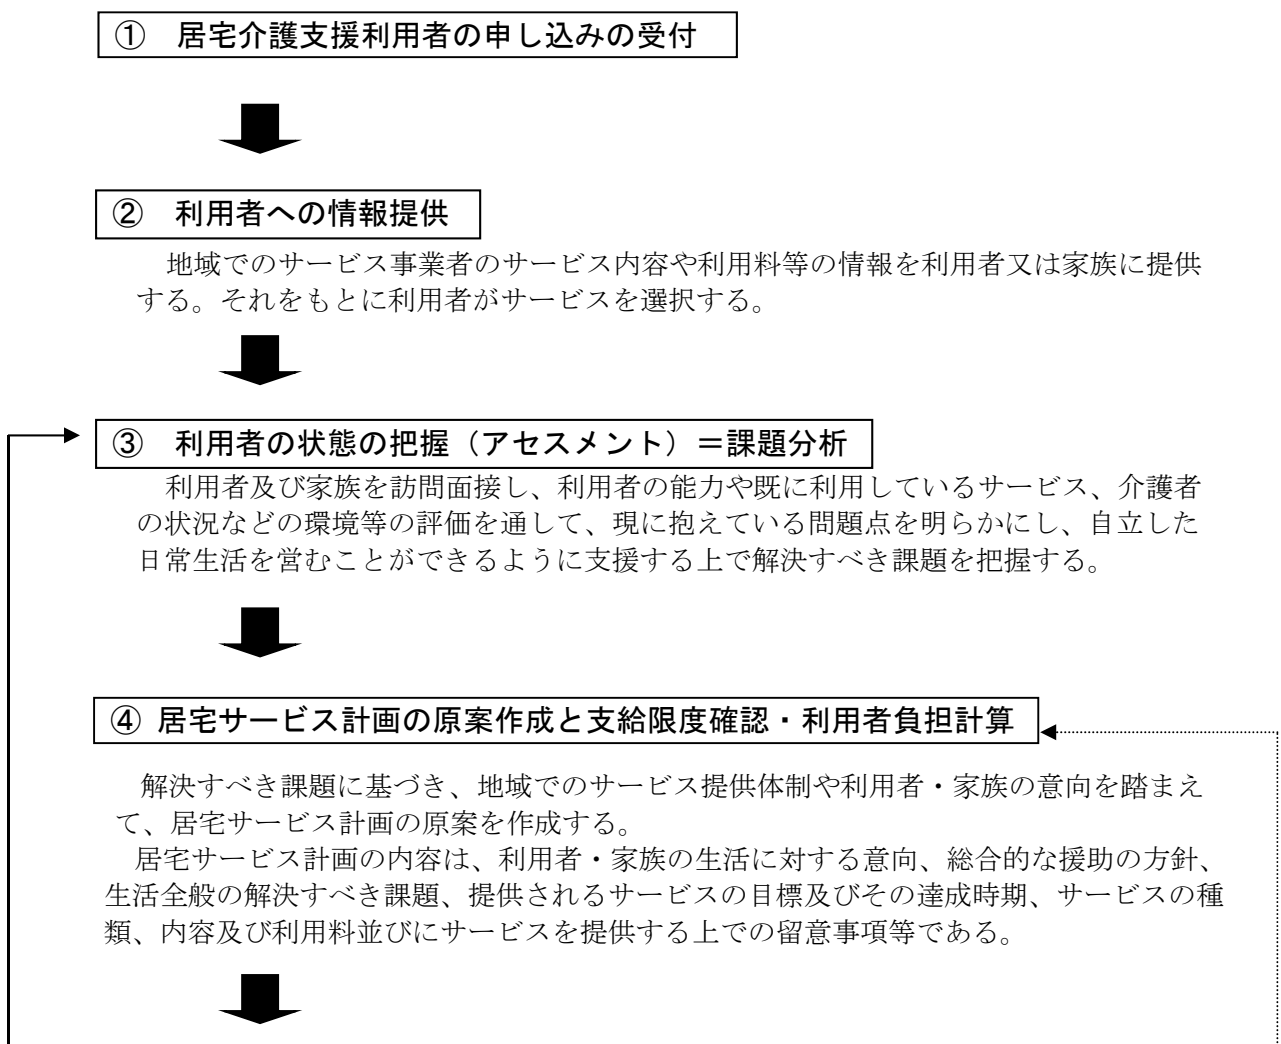 ① 居宅介護支援利用者の申し込みの受付
② 利用者への情報提供
地域でのサービス事業者のサービス内容や利用料等の情報を利用者又は家族に提供
する。それをもとに利用者がサービスを選択する。
③ 利用者の状態の把握（アセスメント）＝課題分析
利用者及び家族を訪問面接し、利用者の能力や既に利用しているサービス、介護者
の状況などの環境等の評価を通して、現に抱えている問題点を明らかにし、自立した
日常生活を営むことができるように支援する上で解決すべき課題を把握する。
④ 居宅サービス計画の原案作成と支給限度確認・利用者負担計算
解決すべき課題に基づき、地域でのサービス提供体制や利用者・家族の意向を踏まえ
て、居宅サービス計画の原案を作成する。
居宅サービス計画の内容は、利用者・家族の生活に対する意向、総合的な援助の方針、
生活全般の解決すべき課題、提供されるサービスの目標及びその達成時期、サービスの種
類、内容及び利用料並びにサービスを提供する上での留意事項等である。